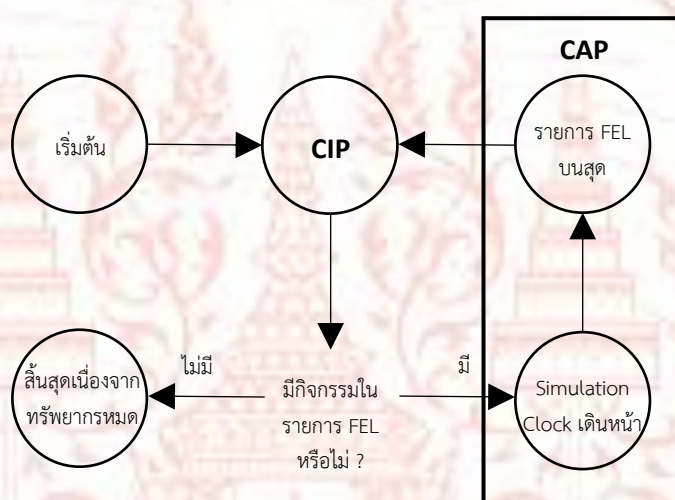 CAP
เริ่มต้น
CIP
รายการ FEL
บนสุด
ไม่มี
มี
สิ้นสุดเนื่องจาก
ทรัพยากรหมด
มีกิจกรรมใน
รายการ FEL
หรือไม่ ?
Simulation
Clock เดินหน้า